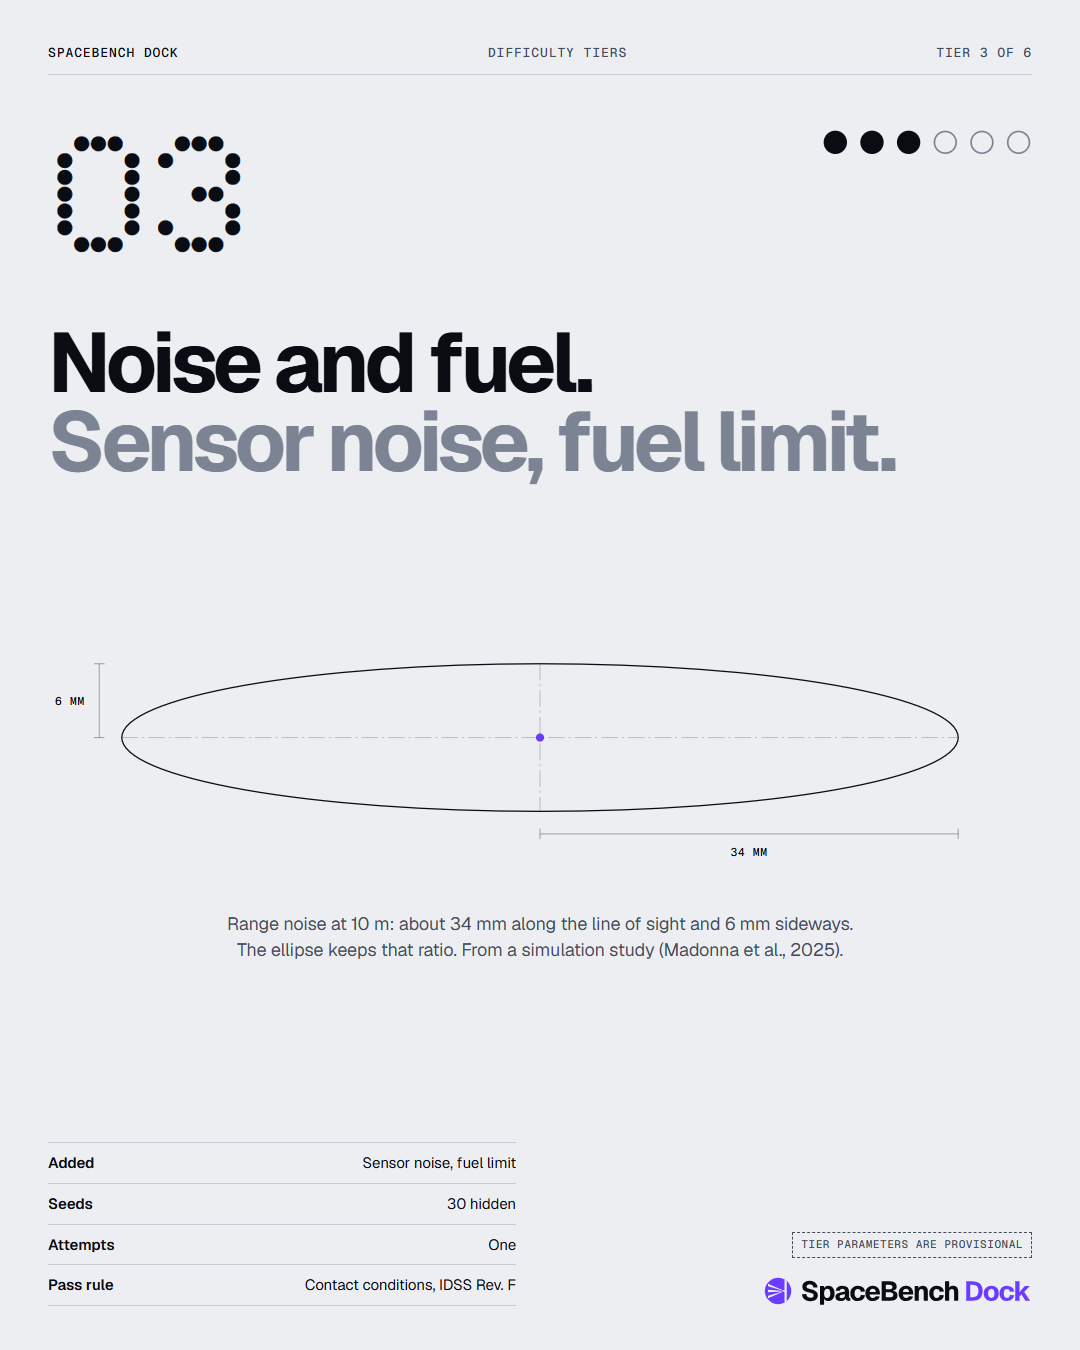 SPACEBENCH DOCK
DIFFICULTY TIERS
TIER 3 OF 6
03
Noise and fuel.
Sensor noise, fuel limit.
6 MM
34 MM
Range noise at 10 m: about 34 mm along the line of sight and 6 mm sideways.
The ellipse keeps that ratio. From a simulation study (Madonna et al., 2025).
Added Sensor noise, fuel limit
Seeds 30 hidden
Attempts One
Pass rule Contact conditions, IDSS Rev. F
TIER PARAMETERS ARE PROVISIONAL
SpaceBench Dock